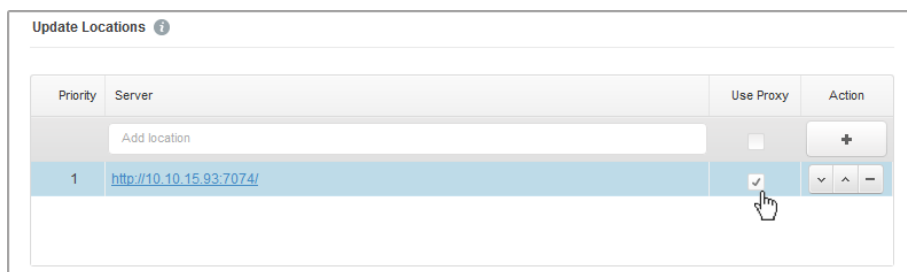 Update Locations
Priority Server Use Proxy Action
Add location
1 http://10.10.15.93:7074/